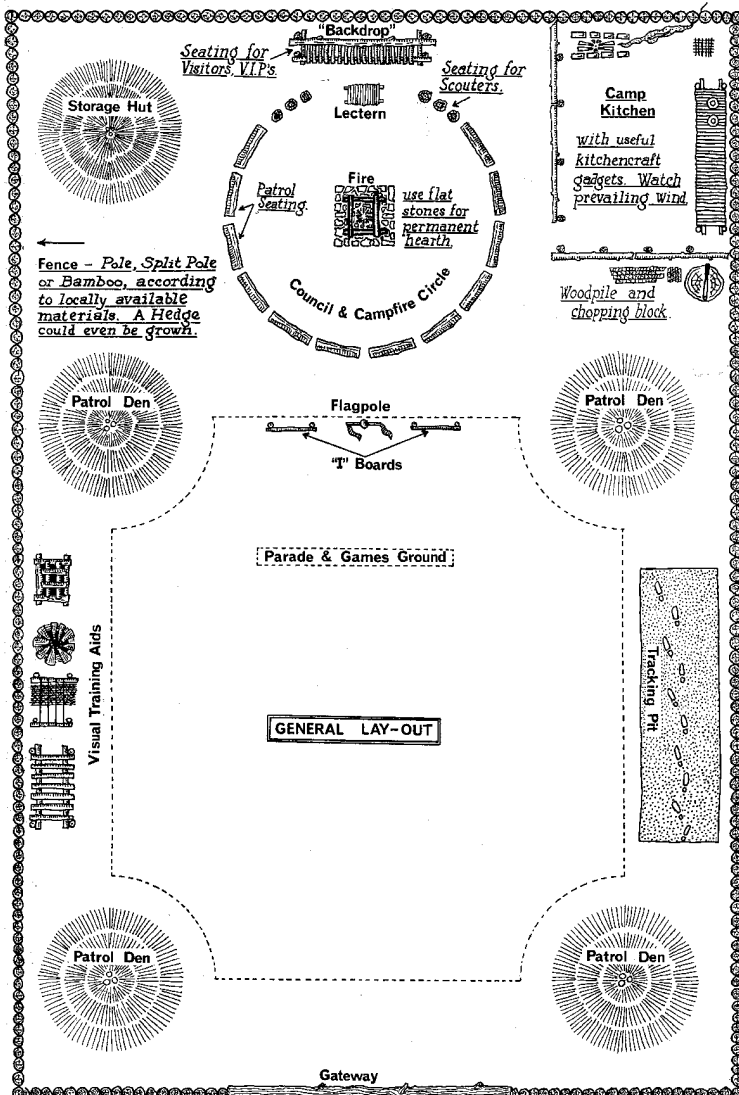 "Backdrop"
Seating for
Visitors, V.I.P's.
Seating for
Scouters.
Storage Hut
Lectern
Camp
Kitchen
with useful
kitchencraft
gadgets. Watch
prevailing wind.
Fire
Patrol
Seating.
use flat
stones for
permanent
hearth.
Council & Campfire Circle
Fence - Pole, Split Pole
or Bamboo, according
to locally available
materials. A Hedge
could even be grown.
Woodpile and
chopping block.
Patrol Den
Flagpole
Patrol Den
"T" Boards
Parade & Games Ground
Visual Training Aids
Tracking Pit
GENERAL LAY-OUT
Patrol Den
Patrol Den
Gateway